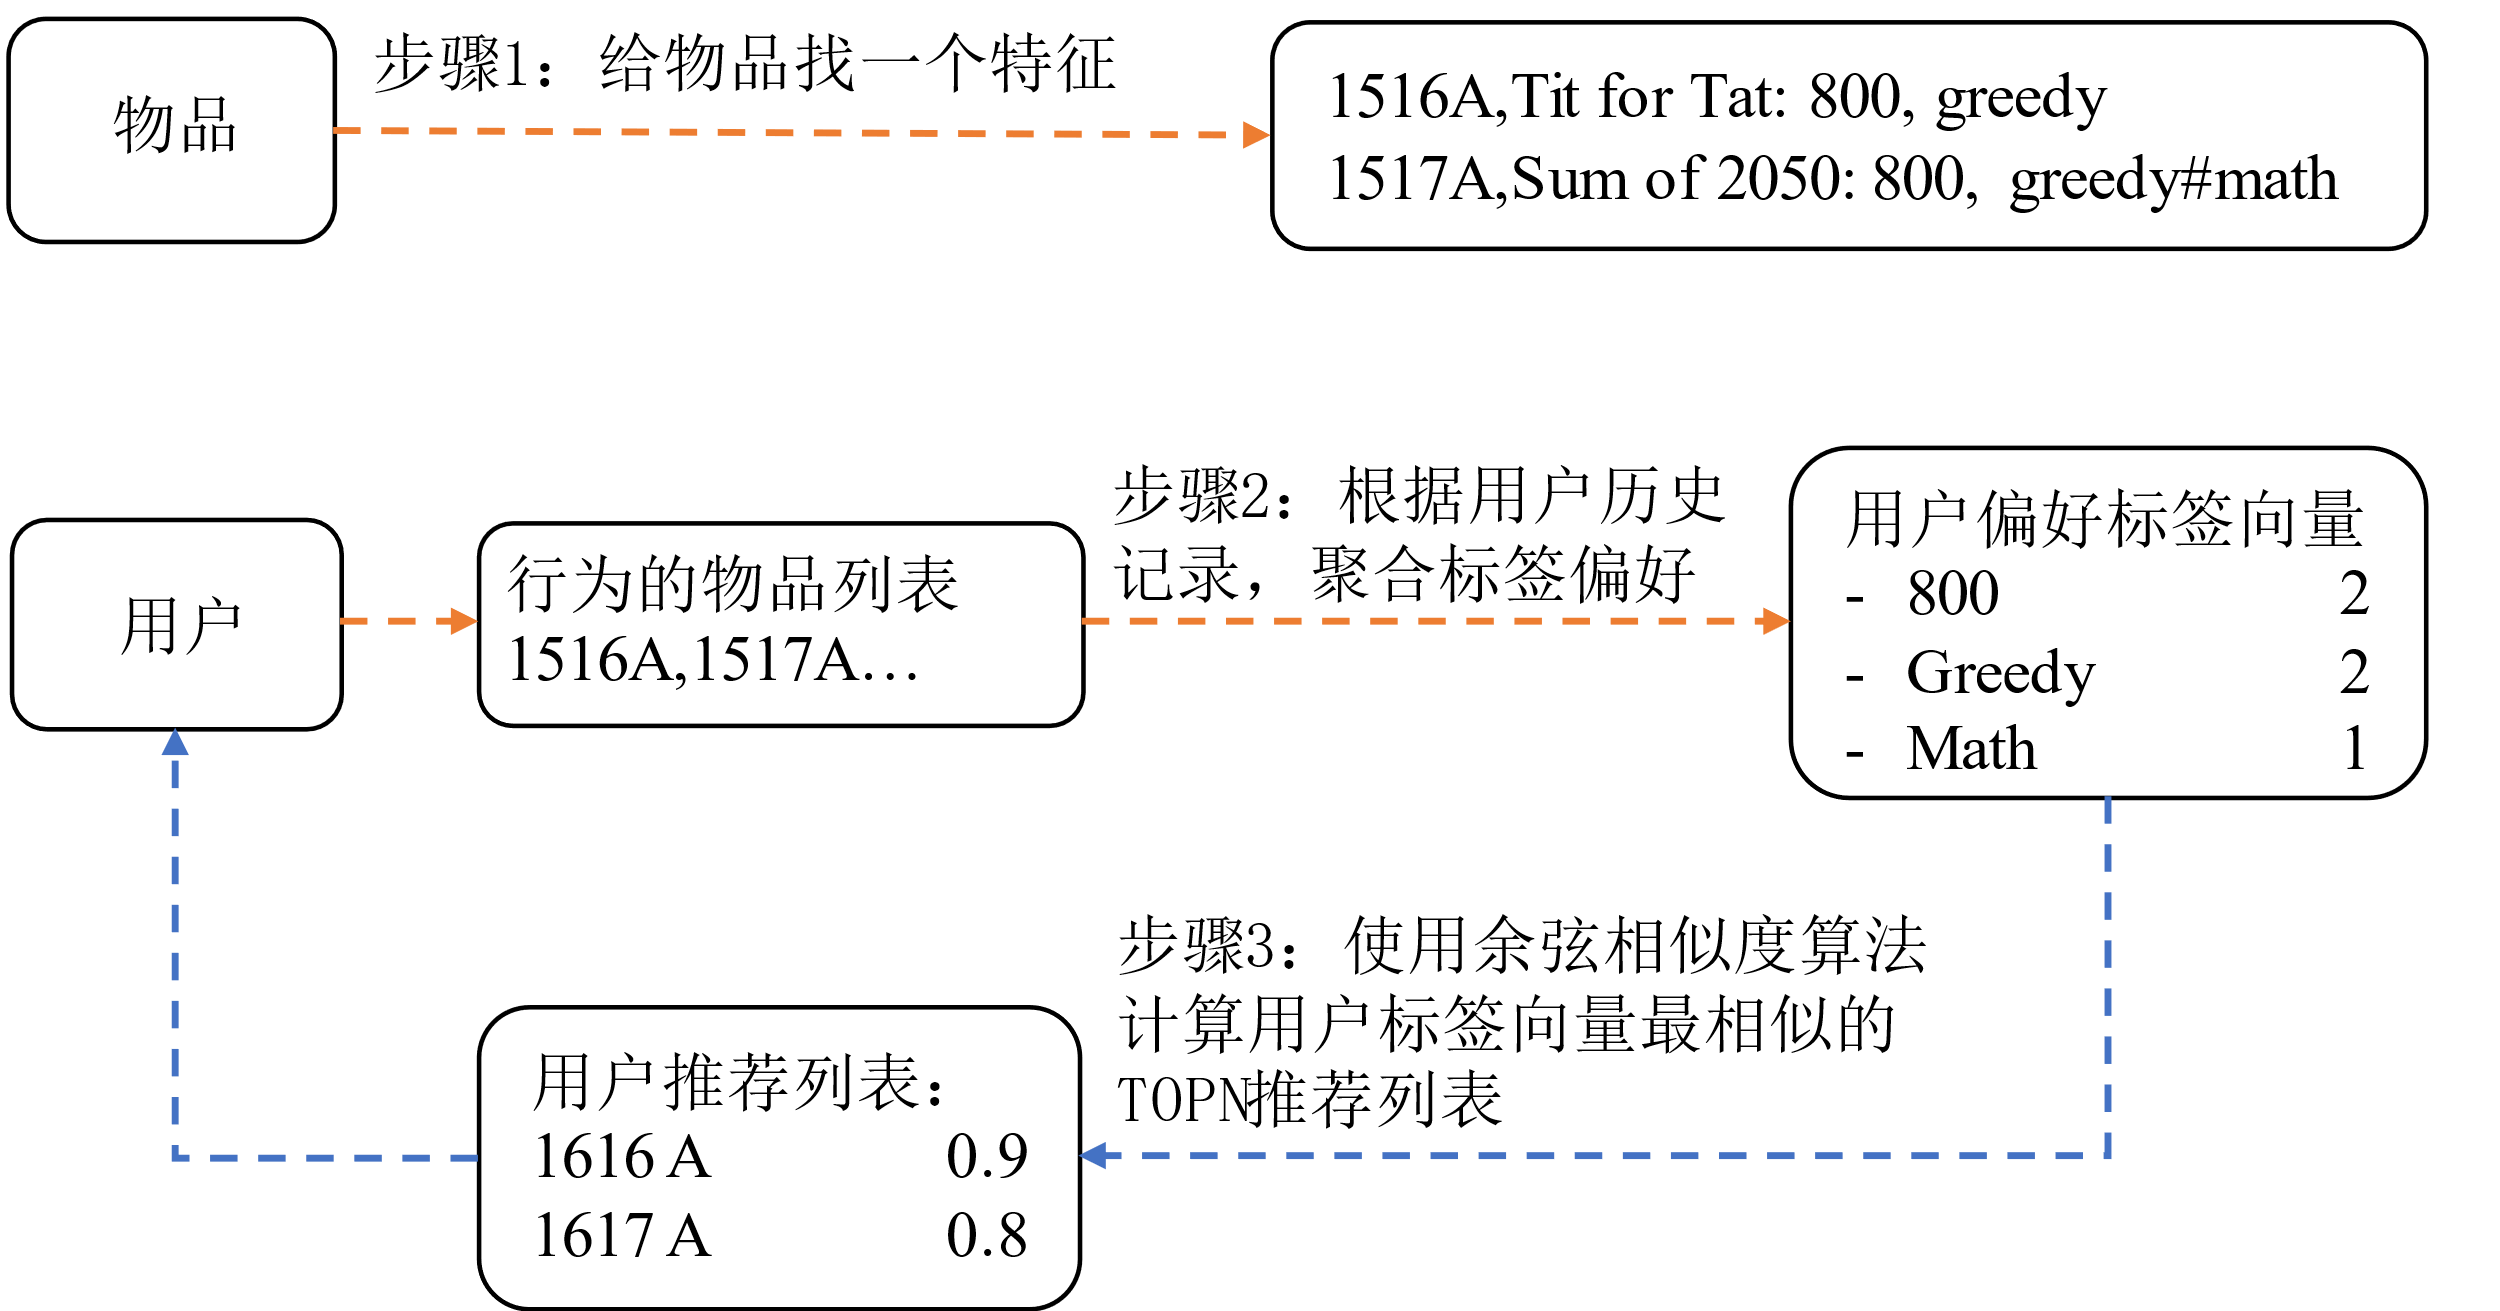 物品
步骤1：给物品找一个特征
1516A,Tit for Tat: 800, greedy
1517A,Sum of 2050: 800,  greedy#math
用户
行为的物品列表
1516A,1517A...
步骤2：根据用户历史
记录，聚合标签偏好
用户偏好标签向量
- 800 2
- Greedy 2
- Math 1
步骤3：使用余弦相似度算法
计算用户标签向量最相似的
TOPN推荐列表
用户推荐列表：
1616A 0.9
1617A 0.8